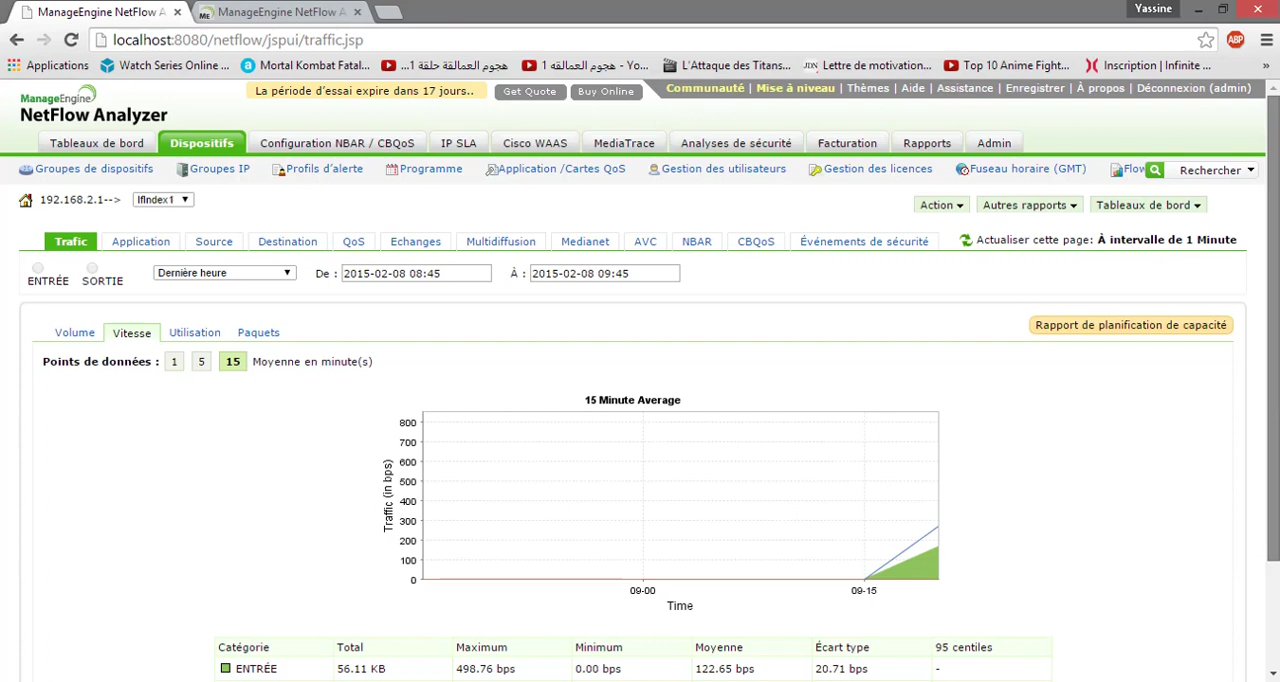 ManageEngine NetFlow A
ManageEngine NetFlow A
Yassine
localhost:8080/netflow/jspui/traffic.jsp
ABP
Applications
Watch Series Online ...
Mortal Kombat Fatal...
هجوم العمالقة حلقة 1...
هجوم العمالقه 1 - Yo...
L'Attaque des Titans...
Lettre de motivation...
Top 10 Anime Fight...
Inscription | Infinite ...
»
ManageEngine
NetFlow Analyzer
La période d'essai expire dans 17 jours..
Get Quote
Buy Online
Communauté | Mise à niveau | Thèmes | Aide | Assistance | Enregistrer | À propos | Déconnexion (admin)
Tableaux de bord
Dispositifs
Configuration NBAR / CBQoS
IP SLA
Cisco WAAS
MediaTrace
Analyses de sécurité
Facturation
Rapports
Admin
Groupes de dispositifs
Groupes IP
Profils d'alerte
Programme
Application /Cartes QoS
Gestion des utilisateurs
Gestion des licences
Fuseau horaire (GMT)
Flow
Rechercher
192.168.2.1-->
IfIndex1
Action
Autres rapports
Tableaux de bord
Trafic
Application
Source
Destination
QoS
Echanges
Multidiffusion
Medianet
AVC
NBAR
CBQoS
Événements de sécurité
Actualiser cette page: À intervalle de 1 Minute
ENTRÉE
SORTIE
Dernière heure
De : 2015-02-08 08:45
À : 2015-02-08 09:45
Volume
Vitesse
Utilisation
Paquets
Rapport de planification de capacité
Points de données : 1 5 15 Moyenne en minute(s)
15 Minute Average
800
700
600
500
400
300
200
100
0
Traffic (in bps)
09-00
09-15
Time
Catégorie Total Maximum Minimum Moyenne Écart type 95 centiles
ENTRÉE 56.11 KB 498.76 bps 0.00 bps 122.65 bps 20.71 bps -